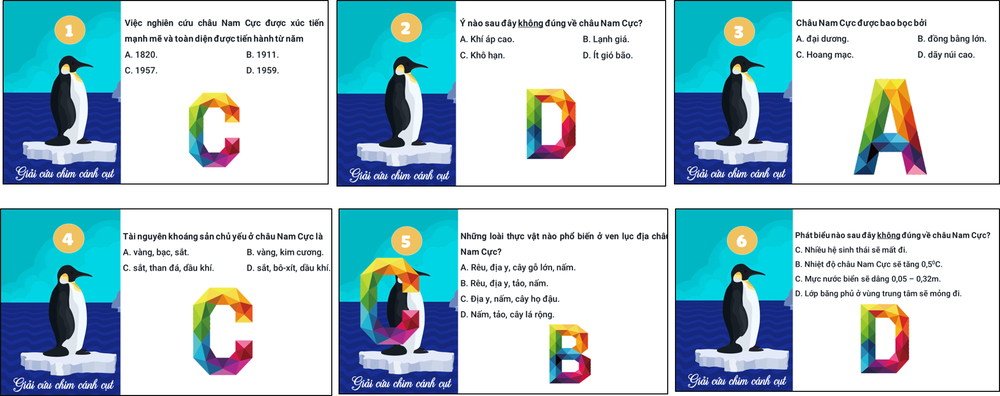 1
Việc nghiên cứu châu Nam Cực được xúc tiến
mạnh mẽ và toàn diện được tiến hành từ năm
A. 1820. B. 1911.
C. 1957. D. 1959.
C
Giải cứu chim cánh cụt
2
Ý nào sau đây không đúng về châu Nam Cực?
A. Khí áp cao. B. Lạnh giá.
C. Khô hạn. D. Ít gió bão.
D
Giải cứu chim cánh cụt
3
Châu Nam Cực được bao bọc bởi
A. đại dương. B. đồng bằng lớn.
C. Hoang mạc. D. dãy núi cao.
A
Giải cứu chim cánh cụt
4
Tài nguyên khoáng sản chủ yếu ở châu Nam Cực là
A. vàng, bạc, sắt. B. vàng, kim cương.
C. sắt, than đá, dầu khí. D. sắt, bô-xít, dầu khí.
C
Giải cứu chim cánh cụt
5
Những loài thực vật nào phổ biến ở ven lục địa châu
Nam Cực?
A. Rêu, địa y, cây gỗ lớn, nấm.
B. Rêu, địa y, tảo, nấm.
C. Địa y, nấm, cây họ đậu.
D. Nấm, tảo, cây lá rộng.
C
B
Giải cứu chim cánh cụt
6
Phát biểu nào sau đây không đúng về châu Nam Cực?
C. Nhiều hệ sinh thái sẽ mất đi.
B. Nhiệt độ châu Nam Cực sẽ tăng 0,5⁰C.
C. Mực nước biển sẽ dâng 0,05 – 0,32m.
D. Lớp băng phủ ở vùng trung tâm sẽ mỏng đi.
D
Giải cứu chim cánh cụt